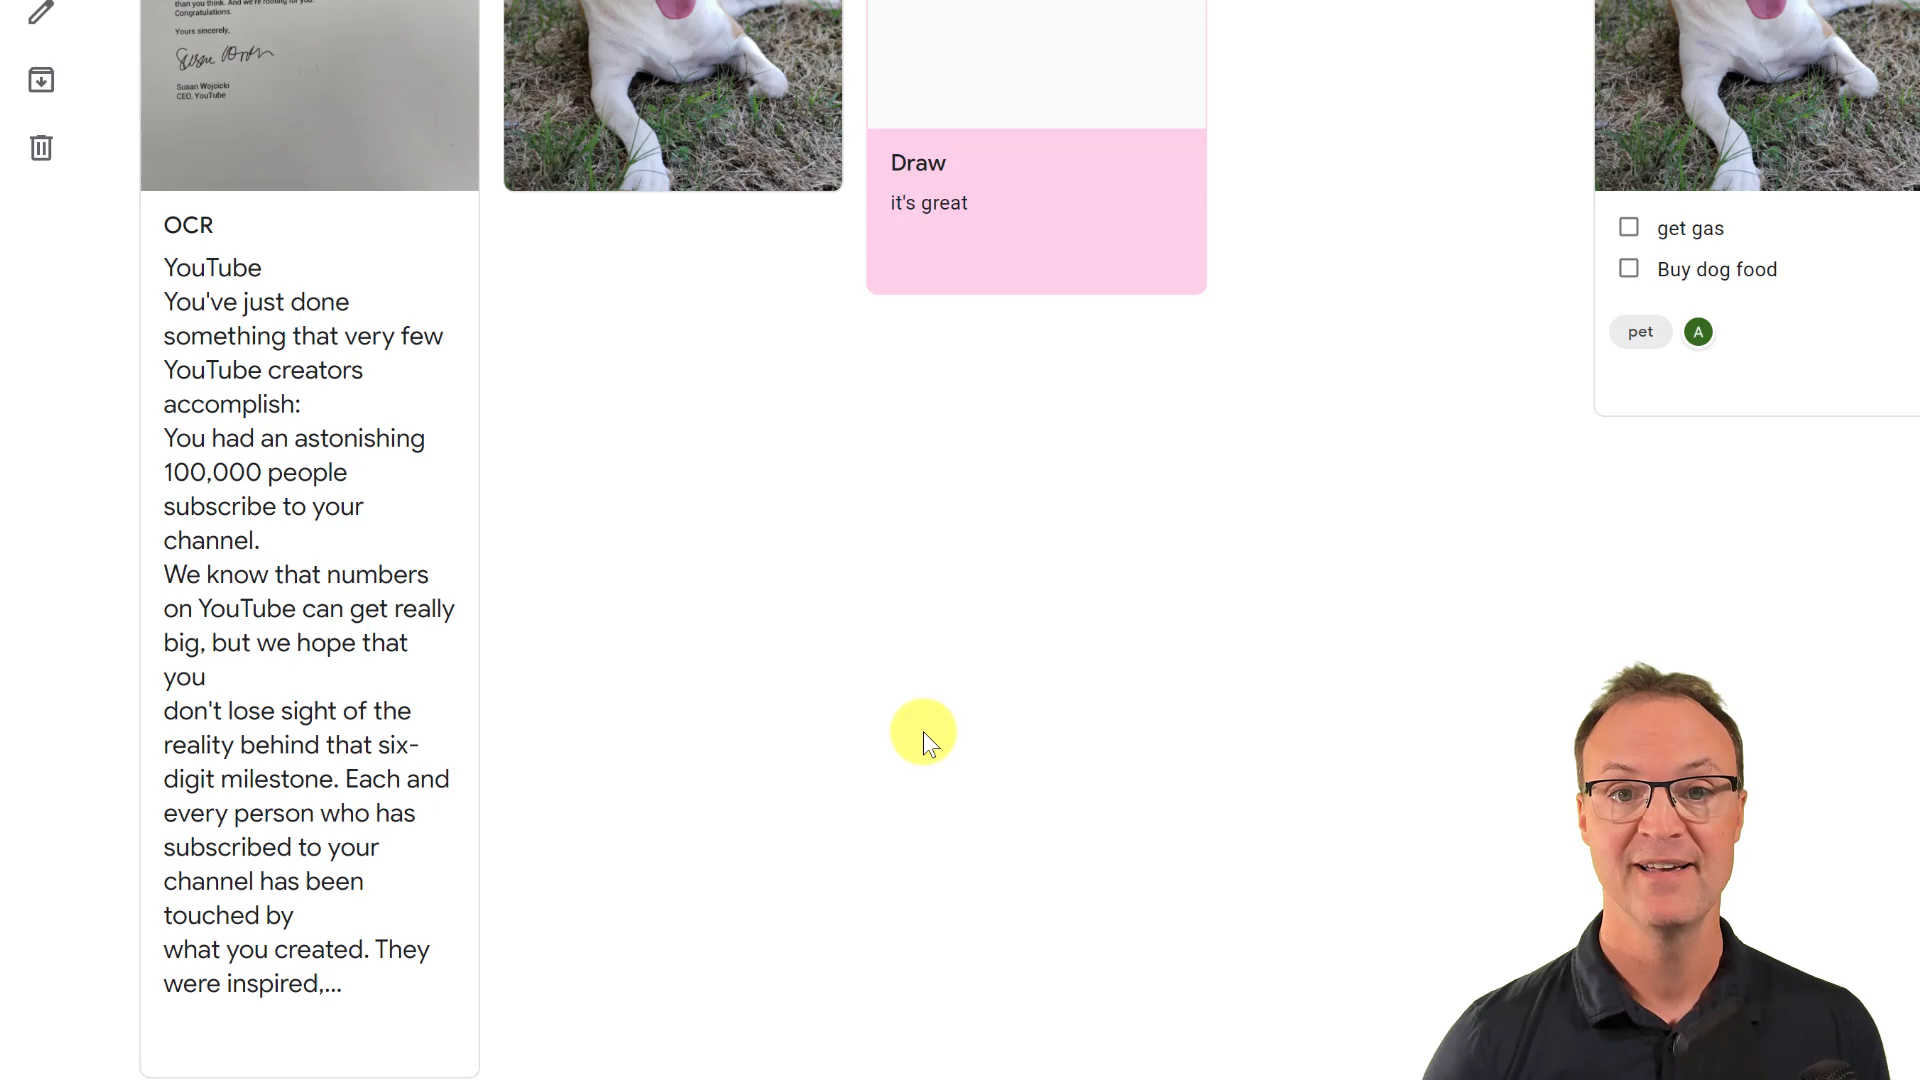 than you think. And we're rooting for you.
Congratulations.
Yours sincerely,
Susan Wojcicki
CEO, YouTube
OCR
YouTube
You've just done
something that very few
YouTube creators
accomplish:
You had an astonishing
100,000 people
subscribe to your
channel.
We know that numbers
on YouTube can get really
big, but we hope that
you
don't lose sight of the
reality behind that six-
digit milestone. Each and
every person who has
subscribed to your
channel has been
touched by
what you created. They
were inspired,...
Draw
it's great
get gas
Buy dog food
pet
A